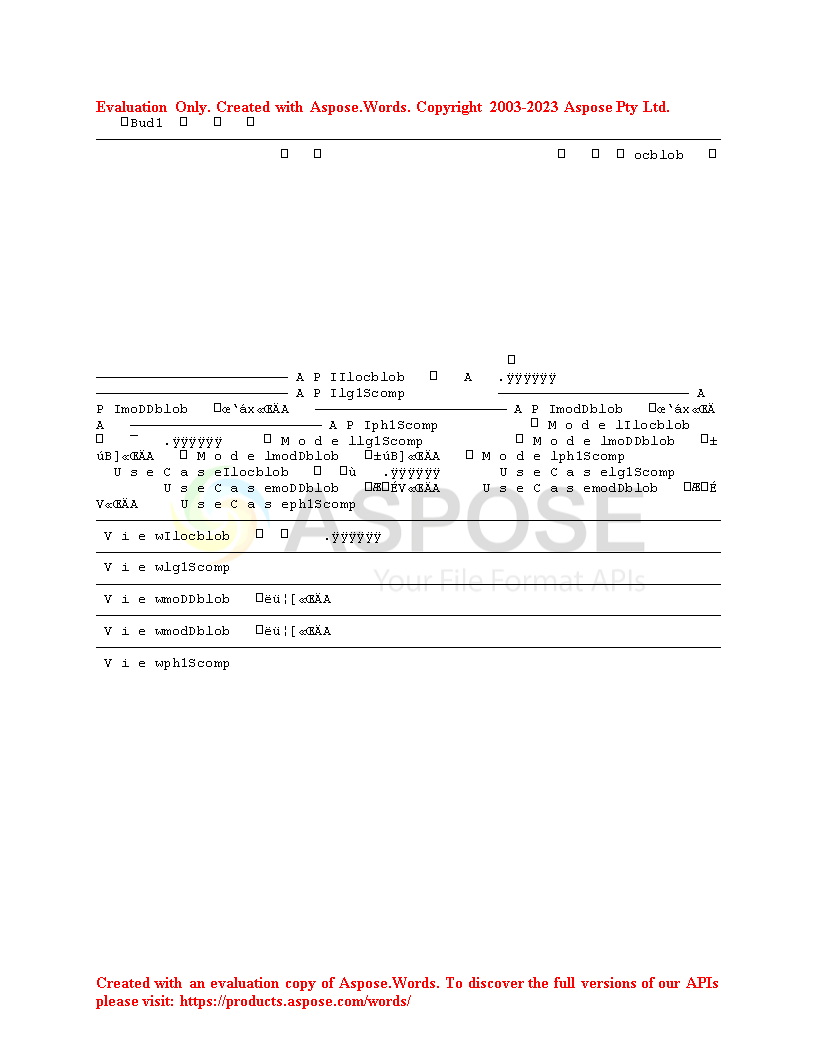 Evaluation Only. Created with Aspose.Words. Copyright 2003-2023 Aspose Pty Ltd.
□Bud1 □ □ □
□ □ □ □ □ ocblob □
□
A P IIlocblob □ A .ÿÿÿÿÿÿ
A P Ilg1Scomp A
P ImoDDblob □œ‘áx«ŒÄA A P ImodDblob □œ‘áx«ŒÄ
A A P Iph1Scomp □ M o d e lIlocblob
□ ¯ .ÿÿÿÿÿÿ □ M o d e llg1Scomp □ M o d e lmoDDblob □±
úB]«ŒÄA □ M o d e lmodDblob □±úB]«ŒÄA □ M o d e lph1Scomp
U s e C a s eIlocblob □ □ù .ÿÿÿÿÿÿ U s e C a s elg1Scomp
U s e C a s emoDDblob □Æ□ÉV«ŒÄA U s e C a s emodDblob □Æ□É
V«ŒÄA U s e C a s eph1Scomp
ASPOSE
V i e wIlocblob □ □ .ÿÿÿÿÿÿ
V i e wlg1Scomp
Your File Format APIs
V i e wmoDDblob □ëü¦[«ŒÄA
V i e wmodDblob □ëü¦[«ŒÄA
V i e wph1Scomp
Created with an evaluation copy of Aspose.Words. To discover the full versions of our APIs
please visit: https://products.aspose.com/words/